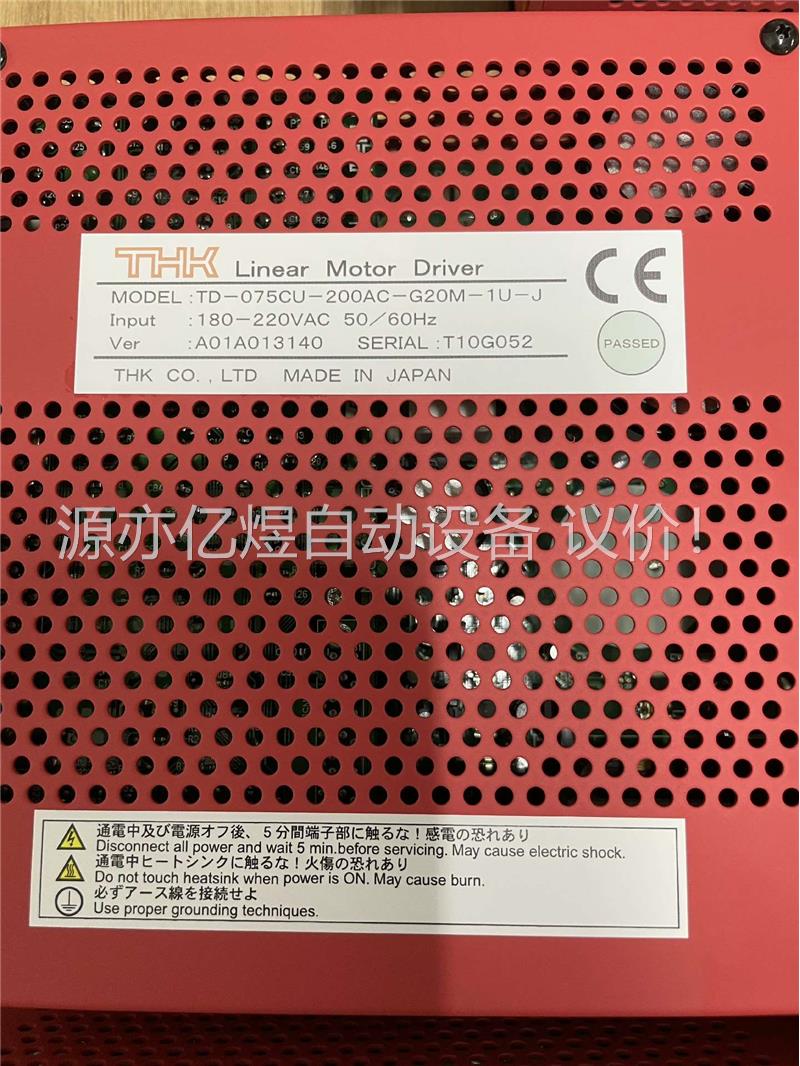 THK Linear Motor Driver
CE
MODEL :TD-075CU-200AC-G20M-1U-J
Input :180-220VAC 50/60Hz
Ver :A01A013140 SERIAL :T10G052
PASSED
THK CO., LTD MADE IN JAPAN
源亦亿煜自动设备 议价!
通電中及び電源オフ後、5分間端子部に触るな!感電の恐れあり
Disconnect all power and wait 5 min.before servicing. May cause electric shock.
通電中ヒートシンクに触るな!火傷の恐れあり
Do not touch heatsink when power is ON. May cause burn.
必ずアース線を接続せよ
Use proper grounding techniques.